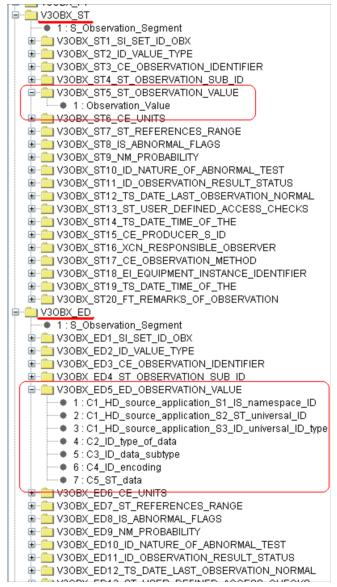 V3OBX_ST
1 : S_Observation_Segment
V3OBX_ST1_SI_SET_ID_OBX
V3OBX_ST2_ID_VALUE_TYPE
V3OBX_ST3_CE_OBSERVATION_IDENTIFIER
V3OBX_ST4_ST_OBSERVATION_SUB_ID
V3OBX_ST5_ST_OBSERVATION_VALUE
1 : Observation_Value
V3OBX_ST6_CE_UNITS
V3OBX_ST7_ST_REFERENCES_RANGE
V3OBX_ST8_IS_ABNORMAL_FLAGS
V3OBX_ST9_NM_PROBABILITY
V3OBX_ST10_ID_NATURE_OF_ABNORMAL_TEST
V3OBX_ST11_ID_OBSERVATION_RESULT_STATUS
V3OBX_ST12_TS_DATE_LAST_OBSERVATION_NORMAL
V3OBX_ST13_ST_USER_DEFINED_ACCESS_CHECKS
V3OBX_ST14_TS_DATE_TIME_OF_THE
V3OBX_ST15_CE_PRODUCER_S_ID
V3OBX_ST16_XCN_RESPONSIBLE_OBSERVER
V3OBX_ST17_CE_OBSERVATION_METHOD
V3OBX_ST18_EI_EQUIPMENT_INSTANCE_IDENTIFIER
V3OBX_ST19_TS_DATE_TIME_OF_THE
V3OBX_ST20_FT_REMARKS_OF_OBSERVATION
V3OBX_ED
1 : S_Observation_Segment
V3OBX_ED1_SI_SET_ID_OBX
V3OBX_ED2_ID_VALUE_TYPE
V3OBX_ED3_CE_OBSERVATION_IDENTIFIER
V3OBX_ED4_ST_OBSERVATION_SUB_ID
V3OBX_ED5_ED_OBSERVATION_VALUE
1 : C1_HD_source_application_S1_IS_namespace_ID
2 : C1_HD_source_application_S2_ST_universal_ID
3 : C1_HD_source_application_S3_ID_universal_ID_type
4 : C2_ID_type_of_data
5 : C3_ID_data_subtype
6 : C4_ID_encoding
7 : C5_ST_data
V3OBX_ED6_CE_UNITS
V3OBX_ED7_ST_REFERENCES_RANGE
V3OBX_ED8_IS_ABNORMAL_FLAGS
V3OBX_ED9_NM_PROBABILITY
V3OBX_ED10_ID_NATURE_OF_ABNORMAL_TEST
V3OBX_ED11_ID_OBSERVATION_RESULT_STATUS
V3OBX_ED12_TS_DATE_LAST_OBSERVATION_NORMAL
V3OBX_ED13_ST_USER_DEFINED_ACCESS_CHECKS